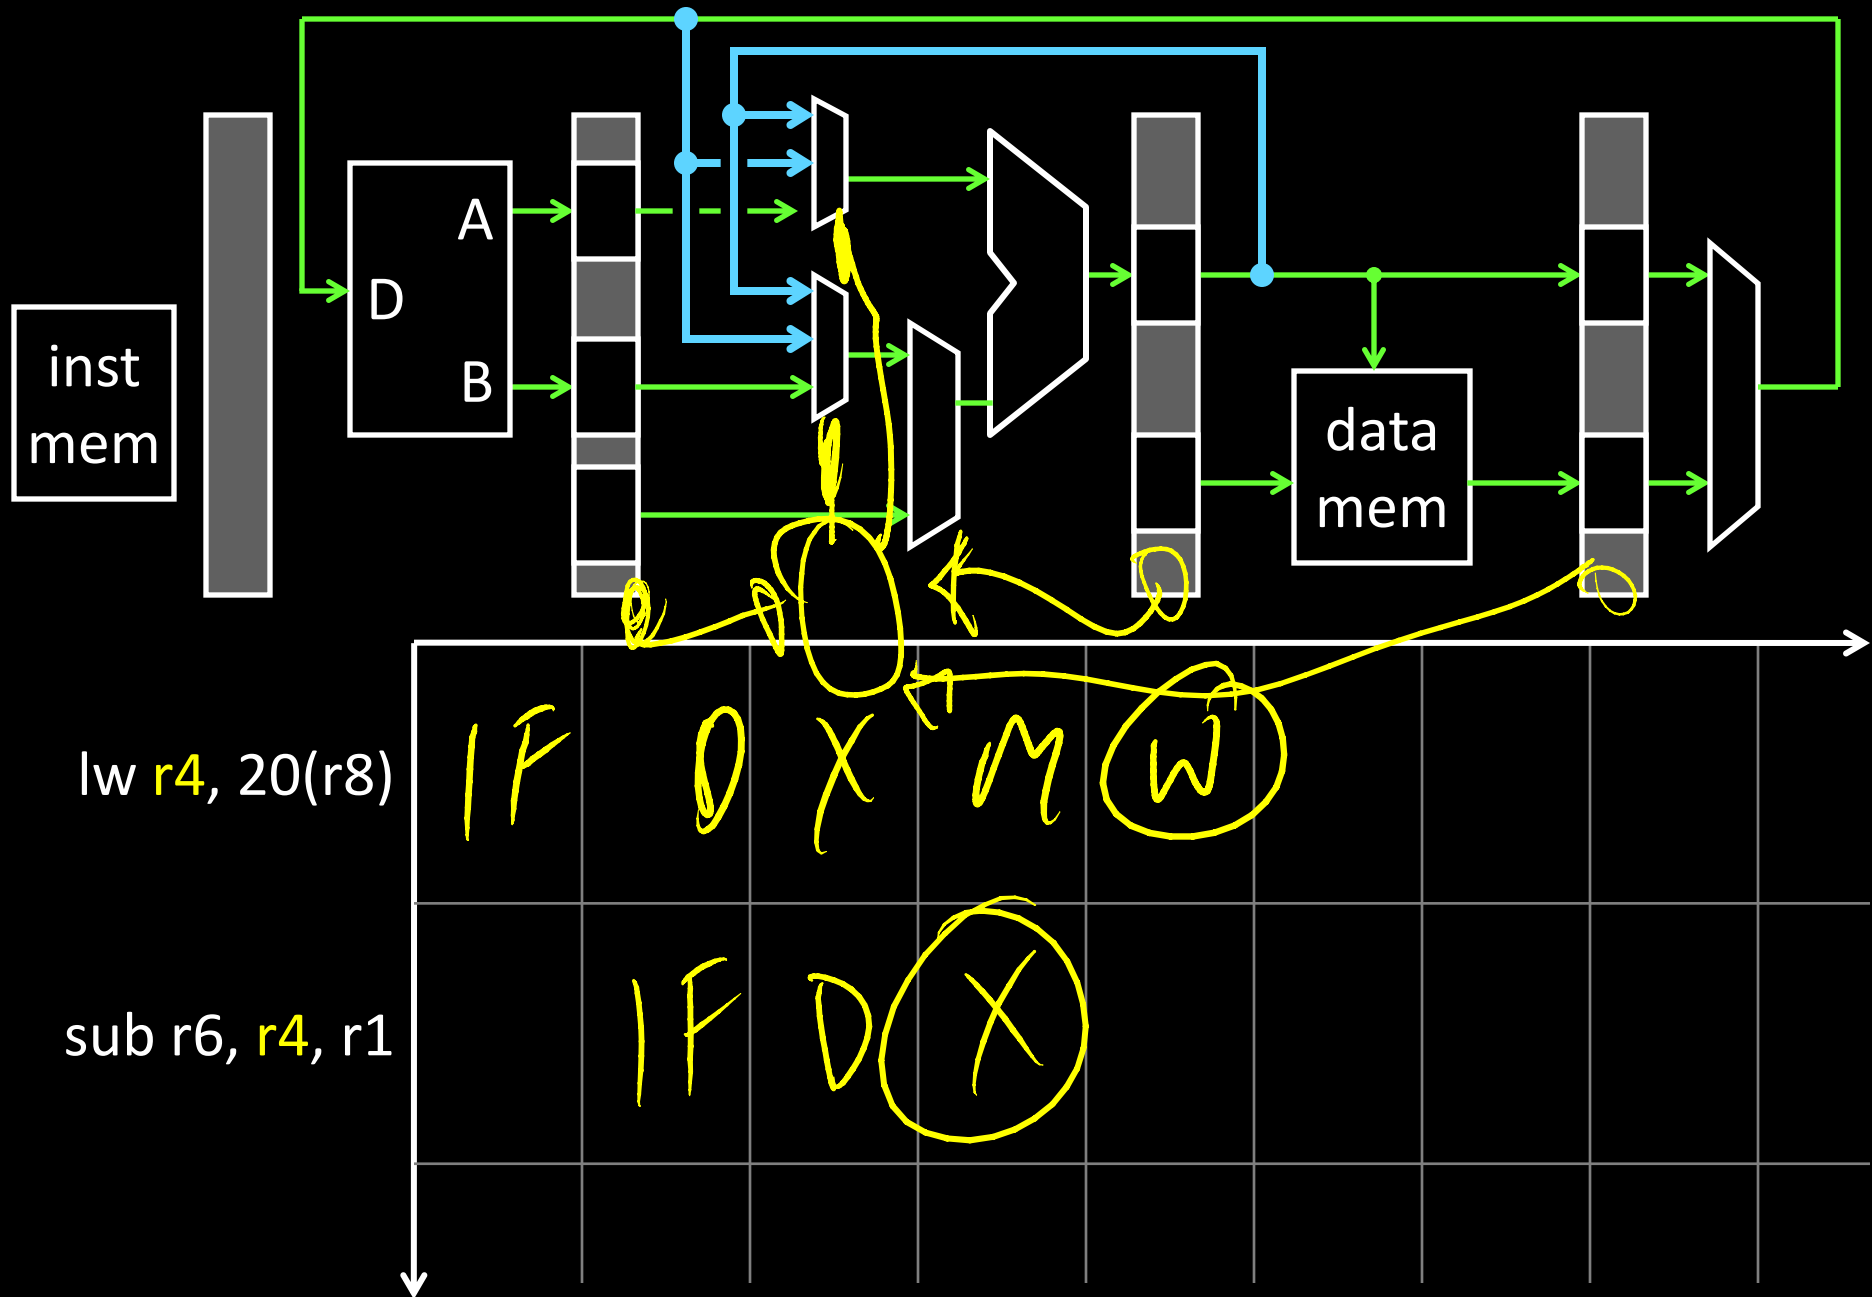 A
D
B
inst
mem
data
mem
lw r4, 20(r8) IF D X M W
sub r6, r4, r1 IF D X